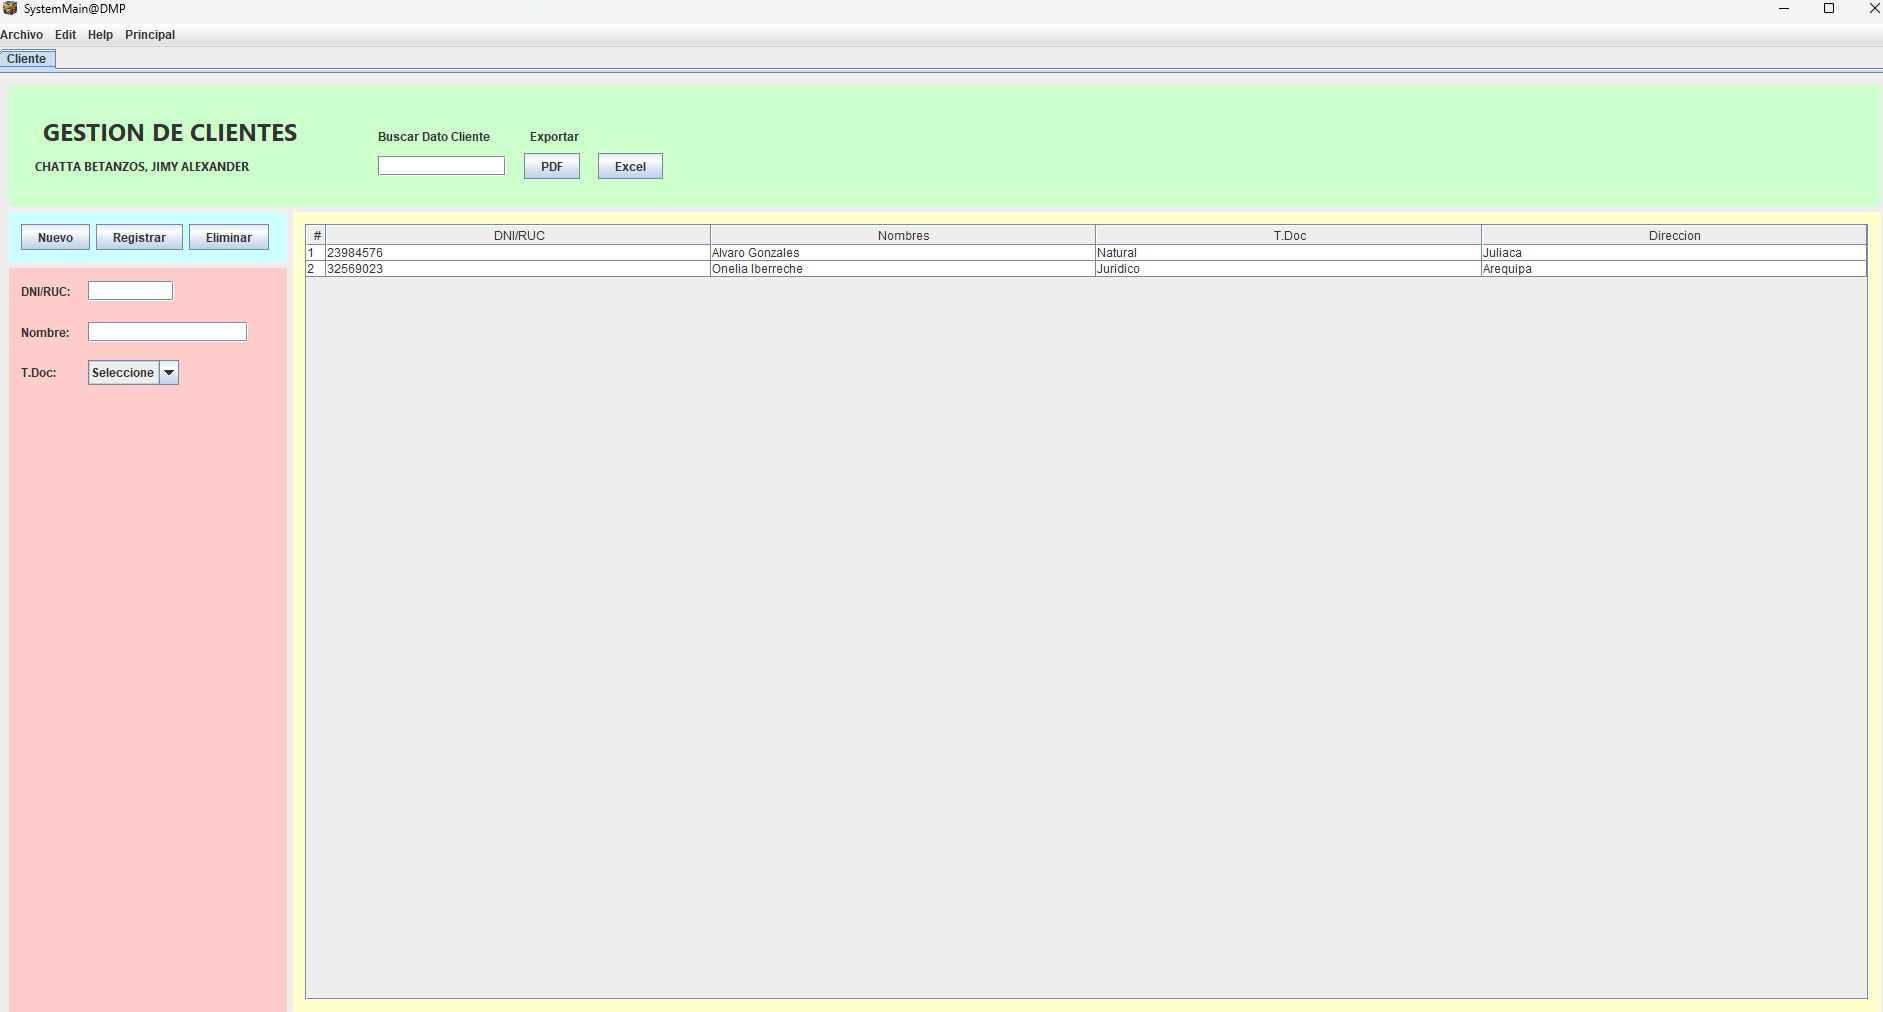 SystemMain@DMP
Archivo Edit Help Principal
Cliente
GESTION DE CLIENTES
CHATTA BETANZOS, JIMY ALEXANDER
Buscar Dato Cliente Exportar
PDF Excel
Nuevo Registrar Eliminar
DNI/RUC:
Nombre:
T.Doc: Seleccione
# DNI/RUC Nombres T.Doc Direccion
1 23984576 Alvaro Gonzales Natural Juliaca
2 32569023 Onelia Iberreche Juridico Arequipa